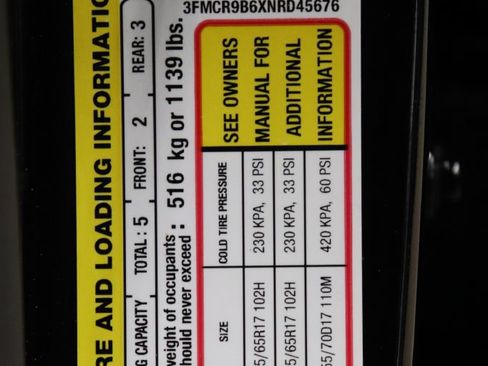 3FMCR9B6XNRD45676
RE AND LOADING INFORMATIO
G CAPACITY TOTAL : 5 FRONT: 2 REAR: 3
weight of occupants :
hould never exceed : 516 kg or 1139 lbs.
SIZE COLD TIRE PRESSURE
5/65R17 102H 230 KPA, 33 PSI
5/65R17 102H 230 KPA, 33 PSI
55/70D17 110M 420 KPA, 60 PSI
SEE OWNERS
MANUAL FOR
ADDITIONAL
INFORMATION